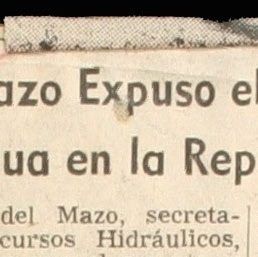 azo Expuso el
ua en la Rep
del Mazo, secreta-
cursos Hidráulicos,